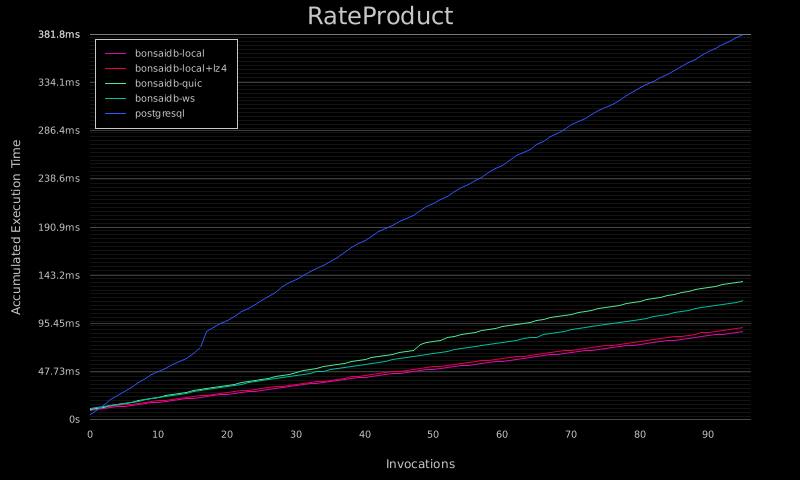 RateProduct
381.8ms
334.1ms
286.4ms
238.6ms
190.9ms
143.2ms
95.45ms
47.73ms
0s
bonsaidb-local
bonsaidb-local+lz4
bonsaidb-quic
bonsaidb-ws
postgresql
Accumulated Execution Time
0 10 20 30 40 50 60 70 80 90
Invocations